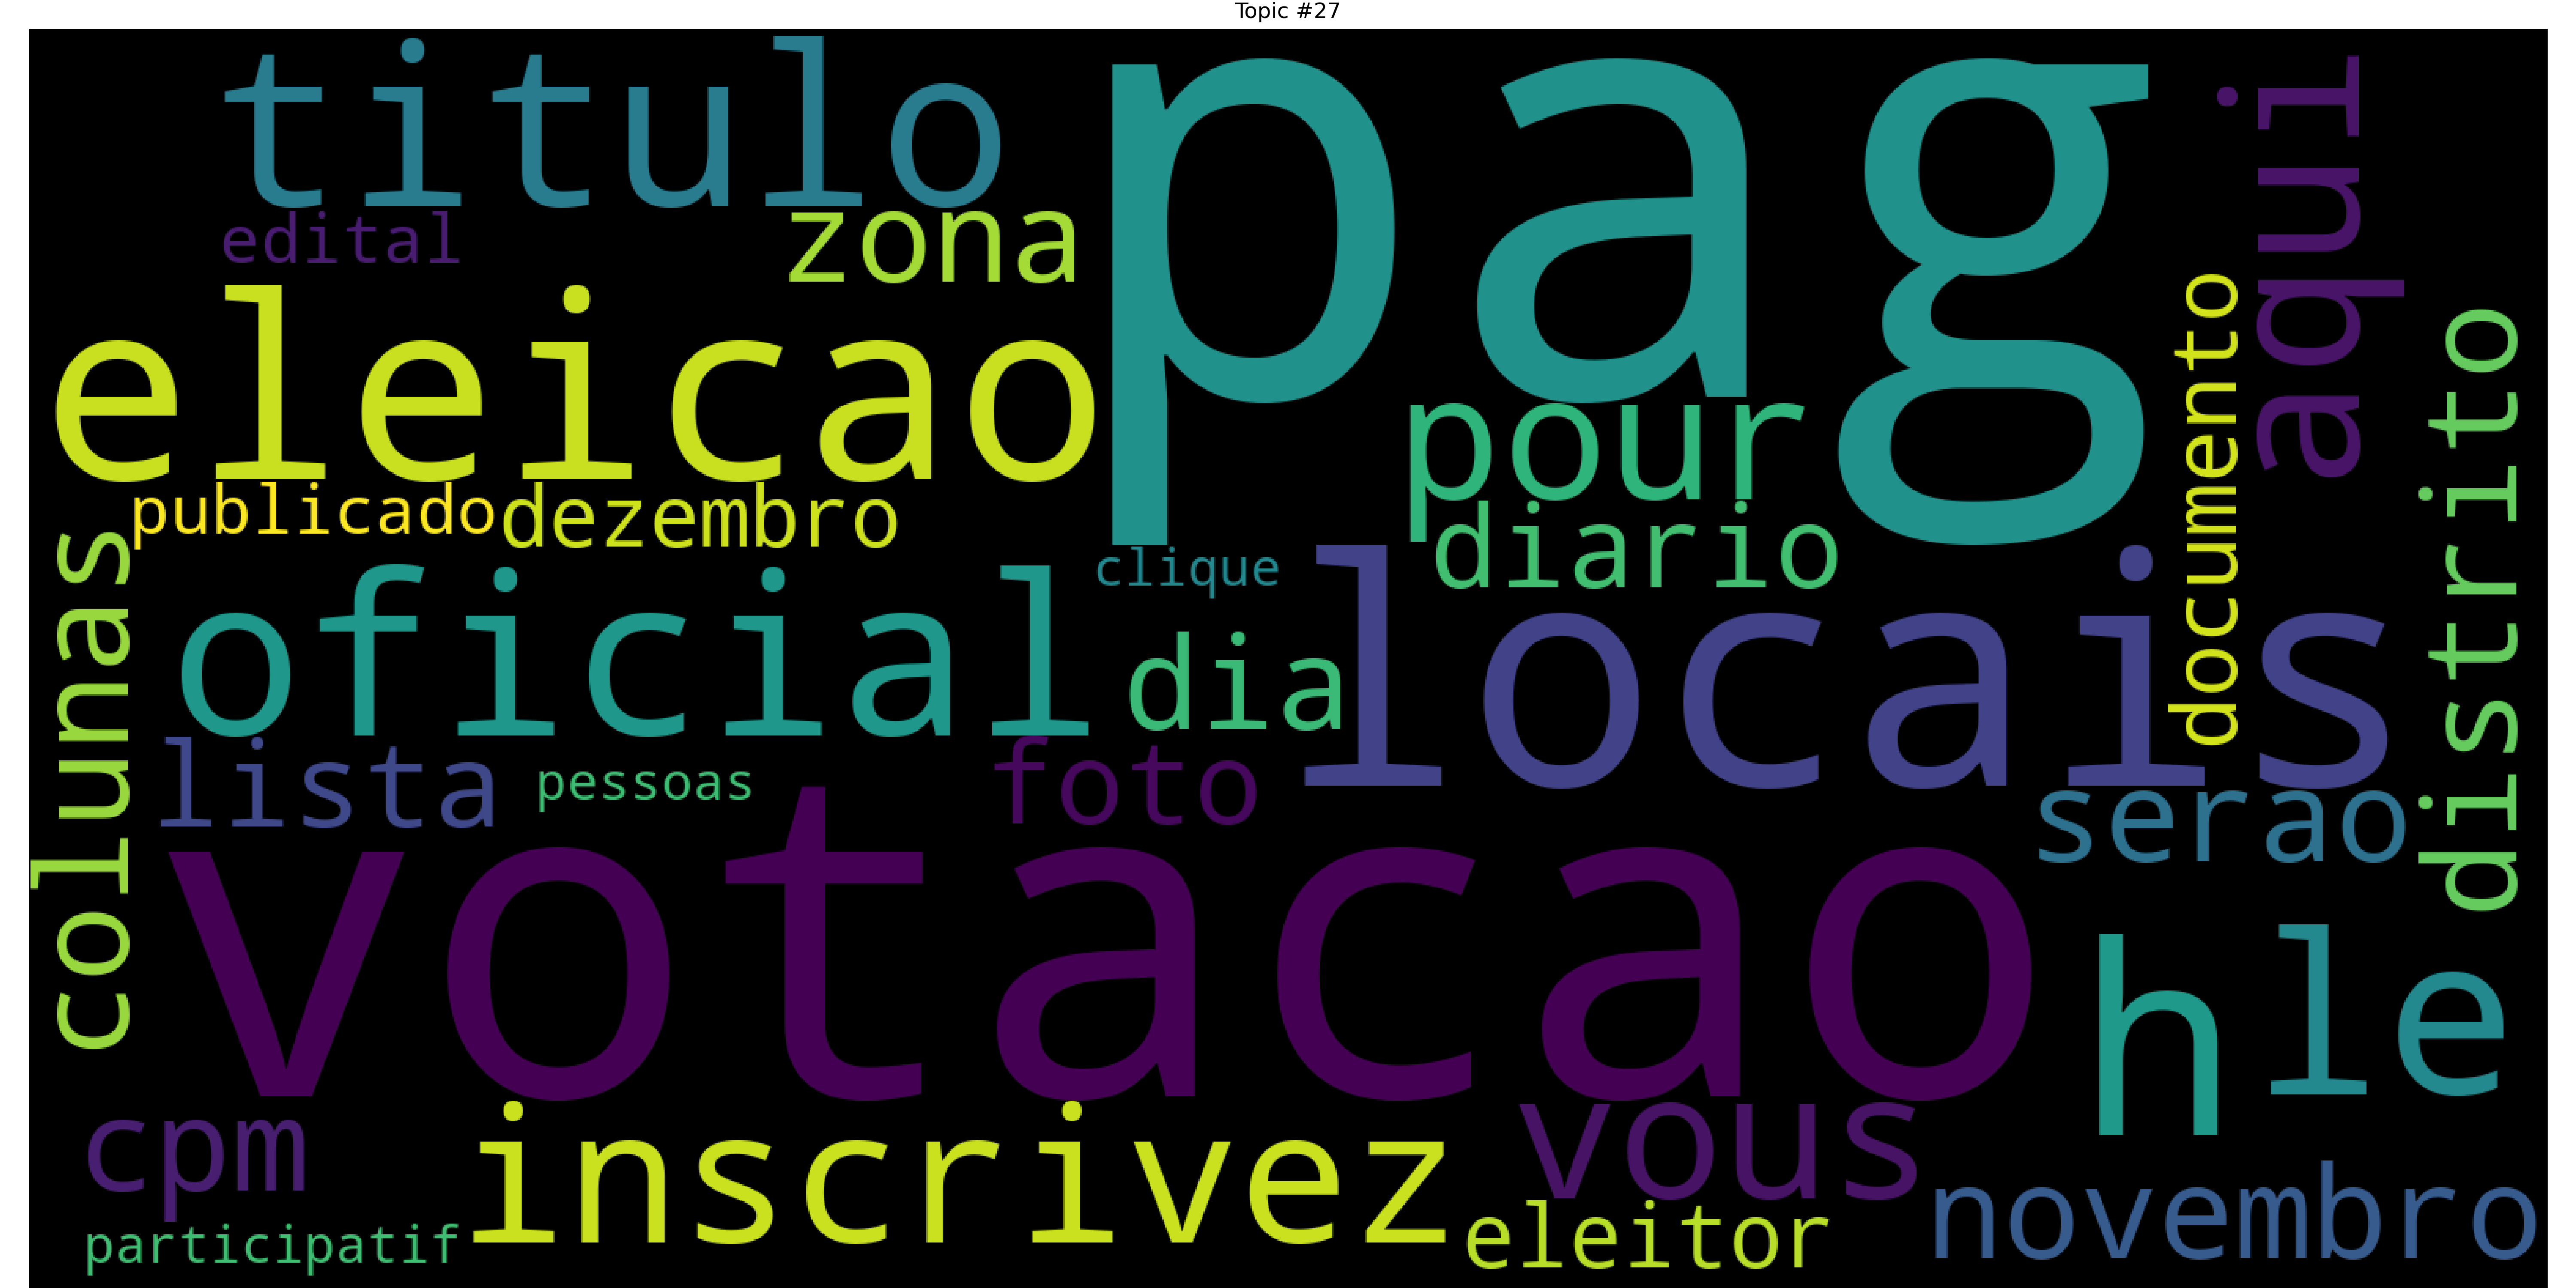 Topic #27
titulo
pag
aqui
edital
zona
eleicao
documento
distrito
pour
publicado
dezembro
diario
colunas
oficial
clique
locais
dia
lista
pessoas
foto
serao
votacao
h
le
cpm
inscrivez
vous
novembro
participatif
eleitor